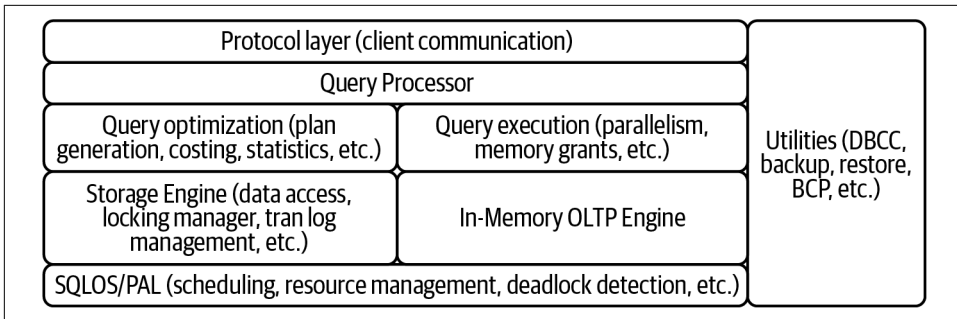 Protocol layer (client communication)
Query Processor
Query optimization (plan
generation, costing, statistics, etc.)
Query execution (parallelism,
memory grants, etc.)
Storage Engine (data access,
locking manager, tran log
management, etc.)
In-Memory OLTP Engine
SQLOS/PAL (scheduling, resource management, deadlock detection, etc.)
Utilities (DBCC,
backup, restore,
BCP, etc.)